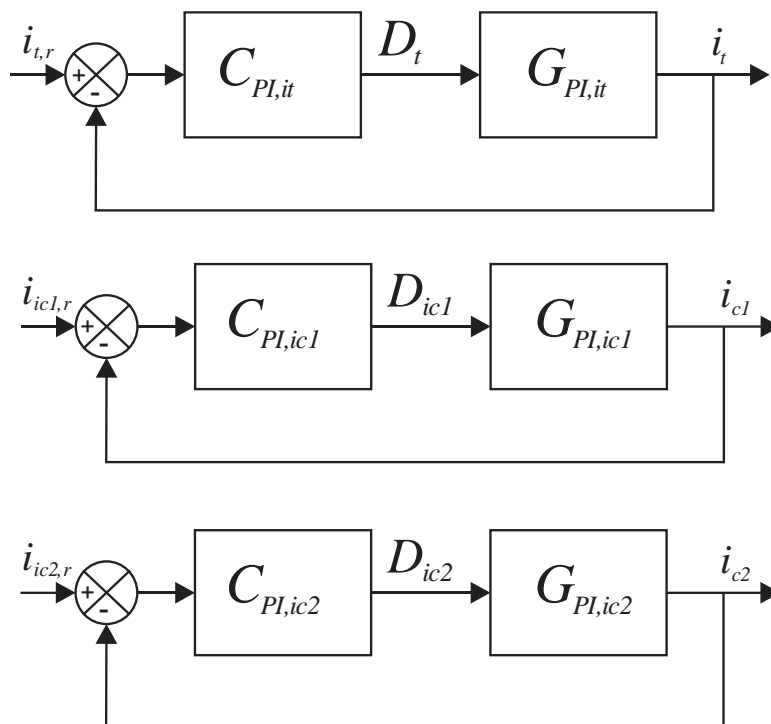 i_{t,r} + - C_{PI,it} D_t G_{PI,it} i_t
i_{ic1,r} + - C_{PI,ic1} D_{ic1} G_{PI,ic1} i_{c1}
i_{ic2,r} + - C_{PI,ic2} D_{ic2} G_{PI,ic2} i_{c2}